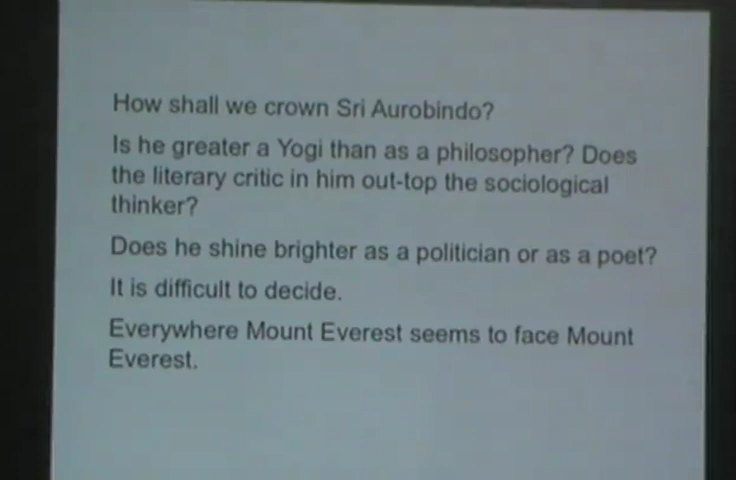 How shall we crown Sri Aurobindo?
Is he greater a Yogi than as a philosopher? Does
the literary critic in him out-top the sociological
thinker?
Does he shine brighter as a politician or as a poet?
It is difficult to decide.
Everywhere Mount Everest seems to face Mount
Everest.